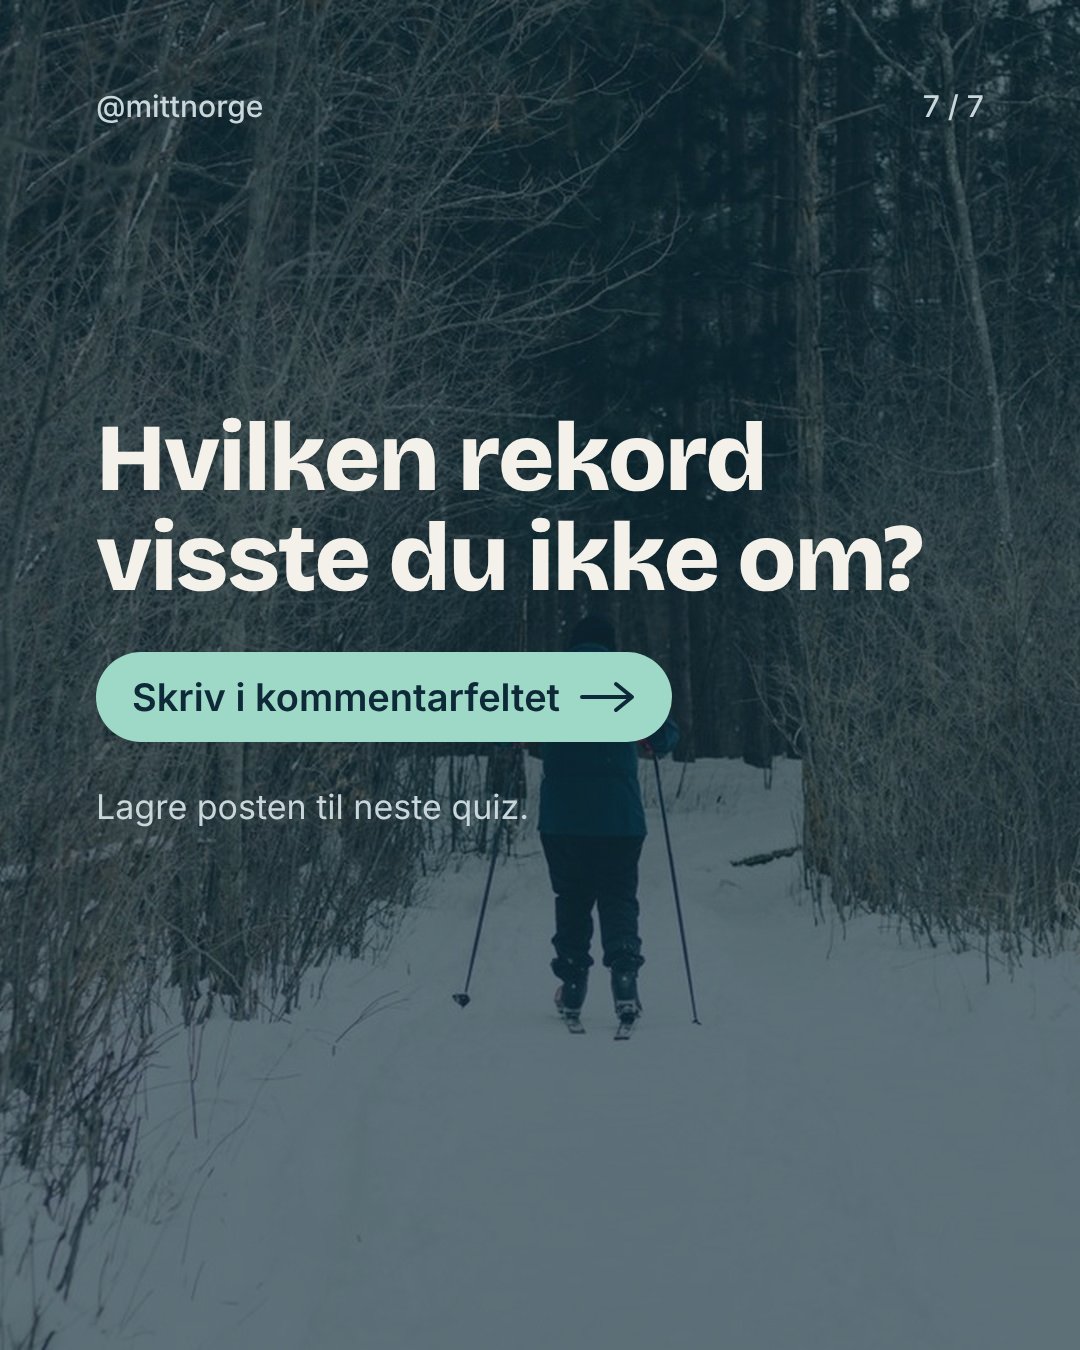 @mittnorge
7 / 7
Hvilken rekord
visste du ikke om?
Skriv i kommentarfeltet →
Lagre posten til neste quiz.